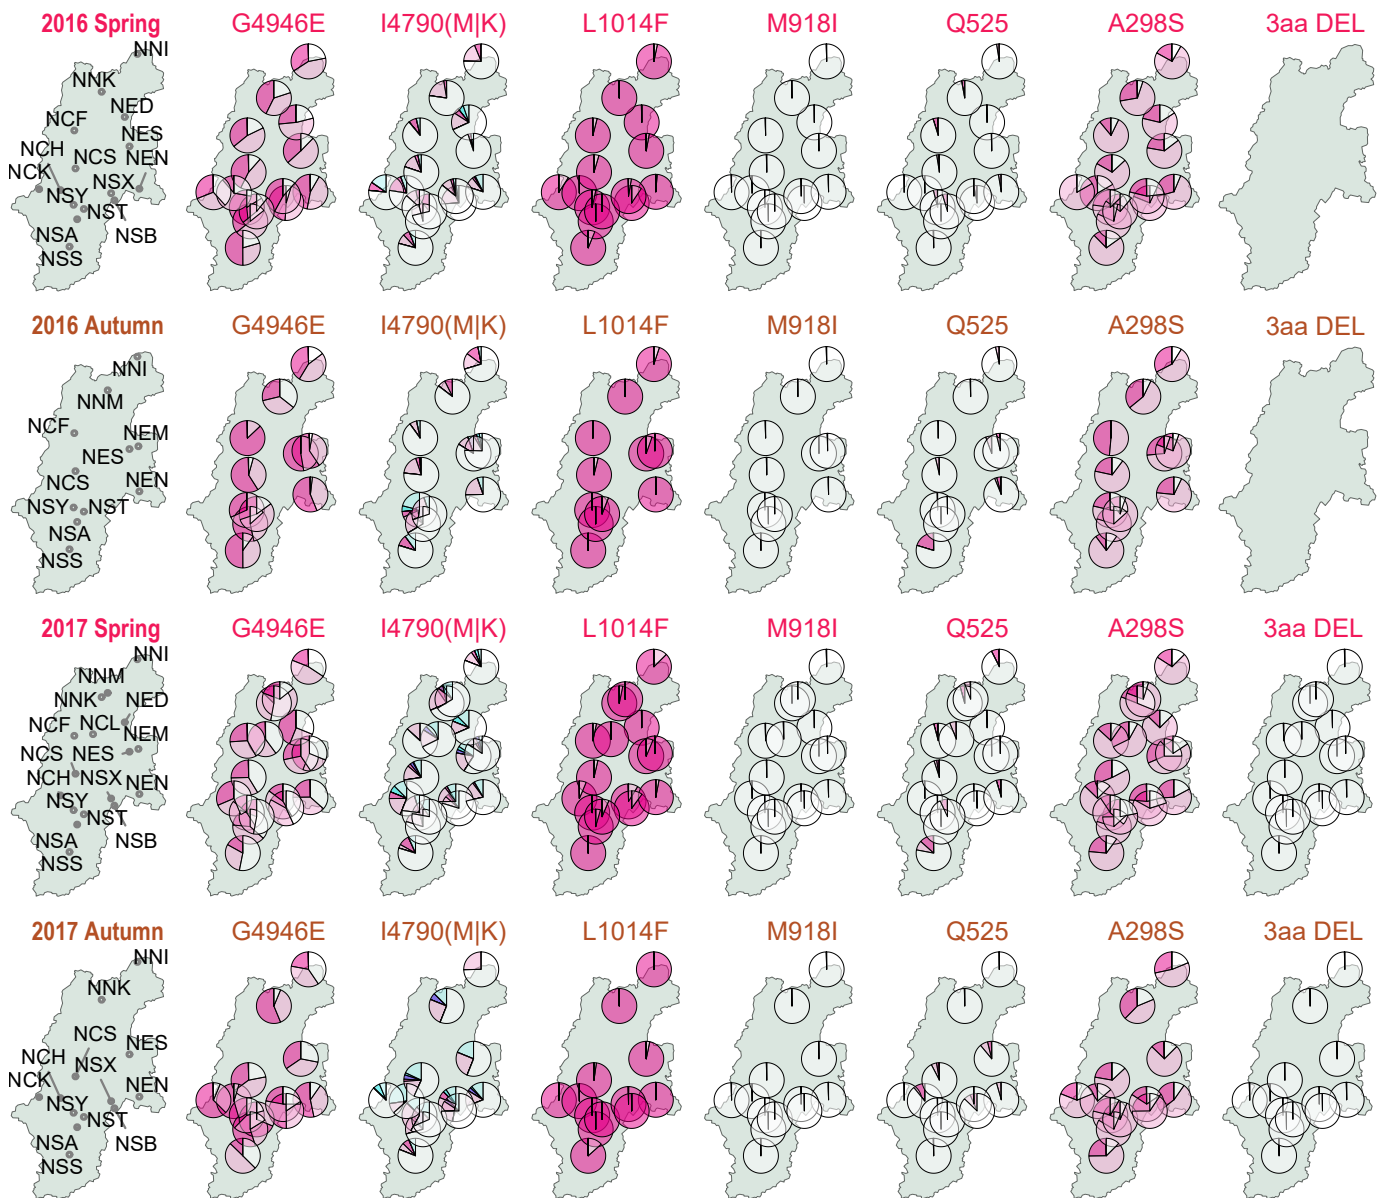 2016 Spring G4946E I4790(M|K) L1014F M918I Q525 A298S 3aa DEL
NNI
NNK
NED
NCF
NES
NCH
NCS NEN
NCK
NSX
NSY
NST
NSA NSB
NSS
2016 Autumn G4946E I4790(M|K) L1014F M918I Q525 A298S 3aa DEL
NNI
NNM
NCF NEM
NES
NCS NEN
NSY NST
NSA
NSS
2017 Spring G4946E I4790(M|K) L1014F M918I Q525 A298S 3aa DEL
NNI
NNM
NNK NED
NCF NCL
NEM
NCS NES
NCH NSX NEN
NSY
NST
NSA NSB
NSS
2017 Autumn G4946E I4790(M|K) L1014F M918I Q525 A298S 3aa DEL
NNI
NNK
NCS NES
NCH
NSX
NCK NEN
NSY
NST
NSA NSB
NSS